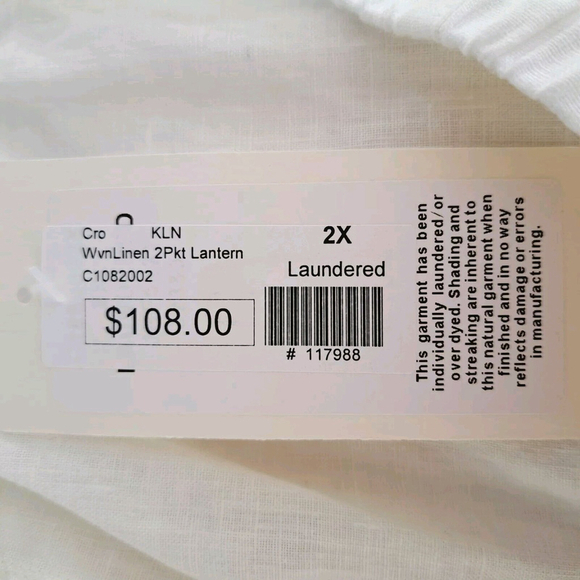 Cro KLN
WvnLinen 2Pkt Lantern
C1082002
$108.00
2X
Laundered
# 117988
This garment has been
individually laundered/or
over dyed. Shading and
streaking are inherent to
this natural garment when
finished and in no way
reflects damage or errors
in manufacturing.